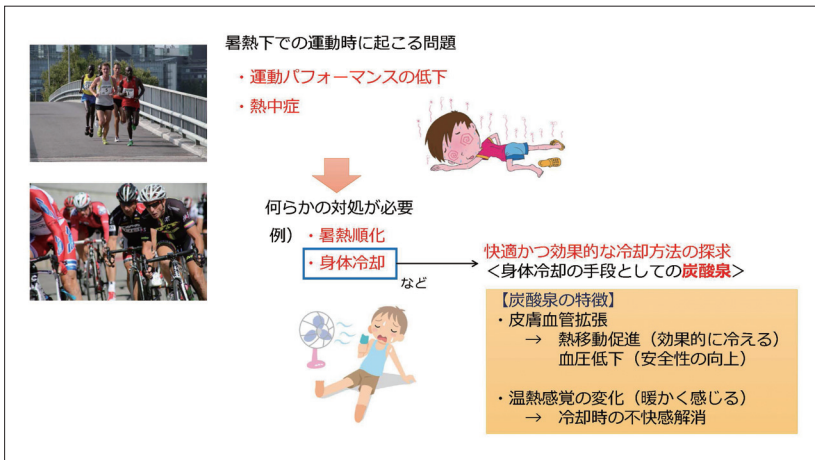 暑熱下での運動時に起こる問題
・運動パフォーマンスの低下
・熱中症
何らかの対処が必要
例）・暑熱順化
・身体冷却
など
快適かつ効果的な冷却方法の探求
＜身体冷却の手段としての炭酸泉＞
【炭酸泉の特徴】
・皮膚血管拡張
→ 熱移動促進（効果的に冷える）
血圧低下（安全性の向上）
・温熱感覚の変化（暖かく感じる）
→ 冷却時の不快感解消